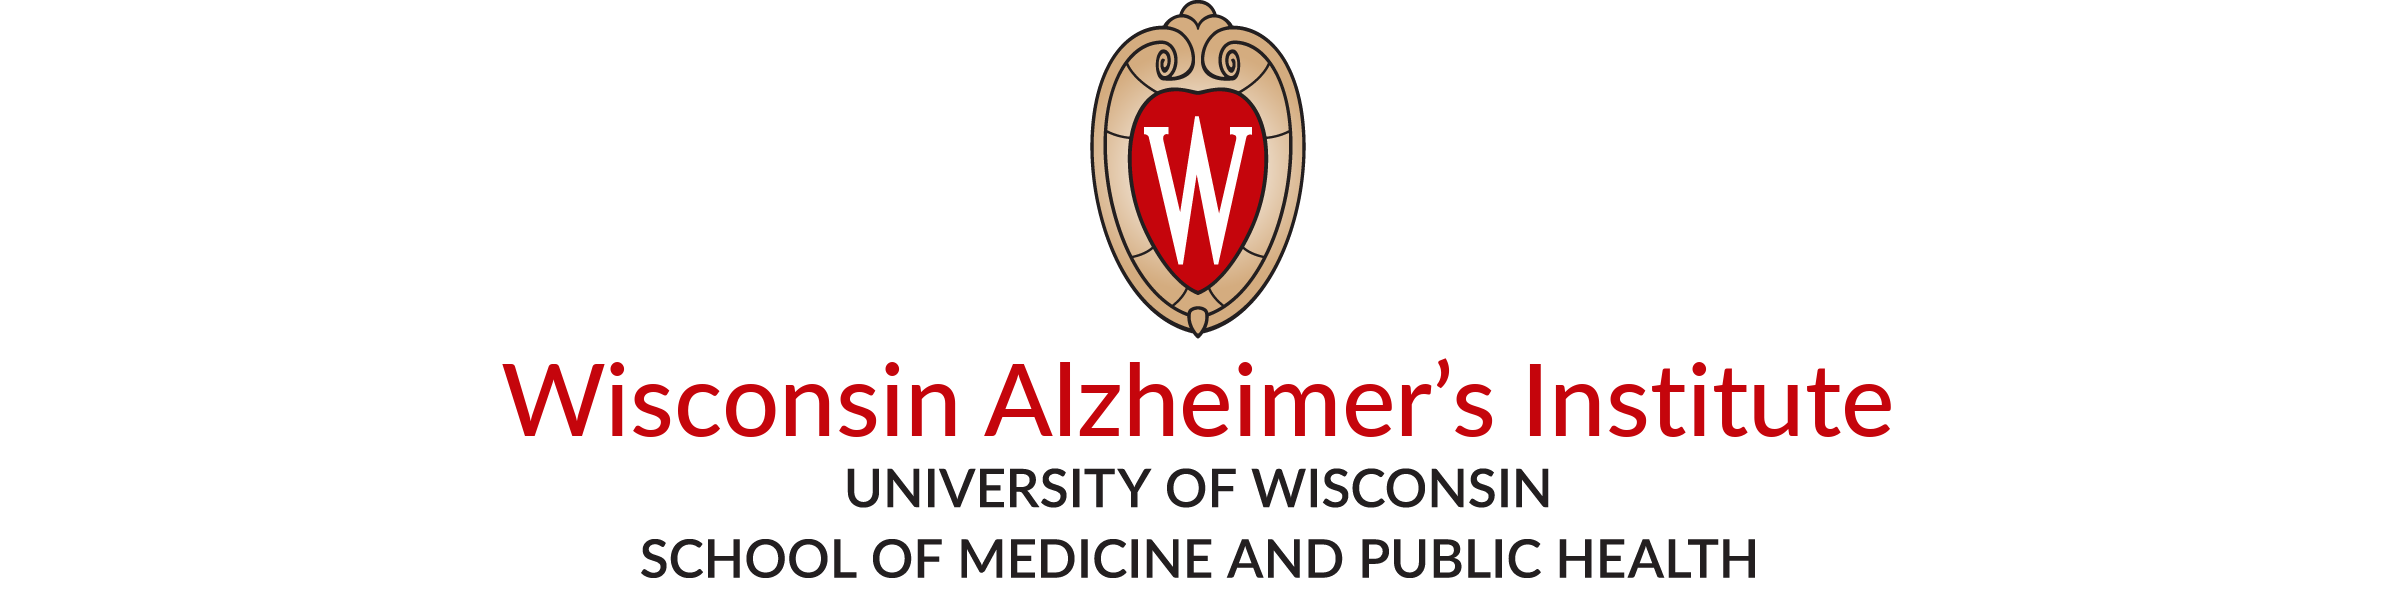 W
Wisconsin Alzheimer’s Institute
UNIVERSITY OF WISCONSIN
SCHOOL OF MEDICINE AND PUBLIC HEALTH